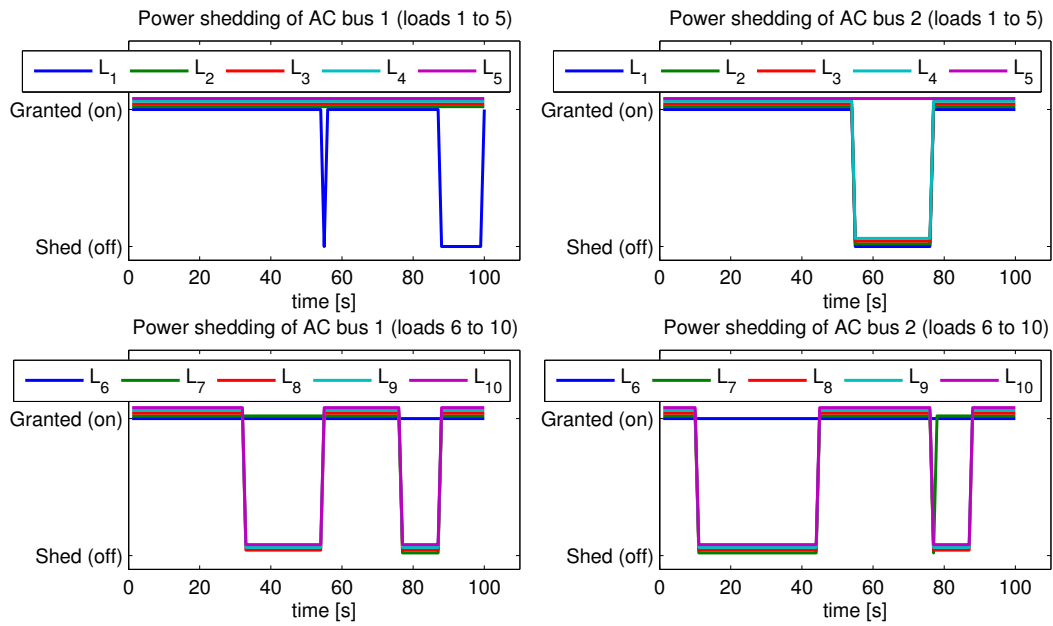 Power shedding of AC bus 1 (loads 1 to 5)
L1 L2 L3 L4 L5
Granted (on)
Shed (off)
0 20 40 60 80 100
time [s]
Power shedding of AC bus 2 (loads 1 to 5)
L1 L2 L3 L4 L5
Granted (on)
Shed (off)
0 20 40 60 80 100
time [s]
Power shedding of AC bus 1 (loads 6 to 10)
L6 L7 L8 L9 L10
Granted (on)
Shed (off)
0 20 40 60 80 100
time [s]
Power shedding of AC bus 2 (loads 6 to 10)
L6 L7 L8 L9 L10
Granted (on)
Shed (off)
0 20 40 60 80 100
time [s]